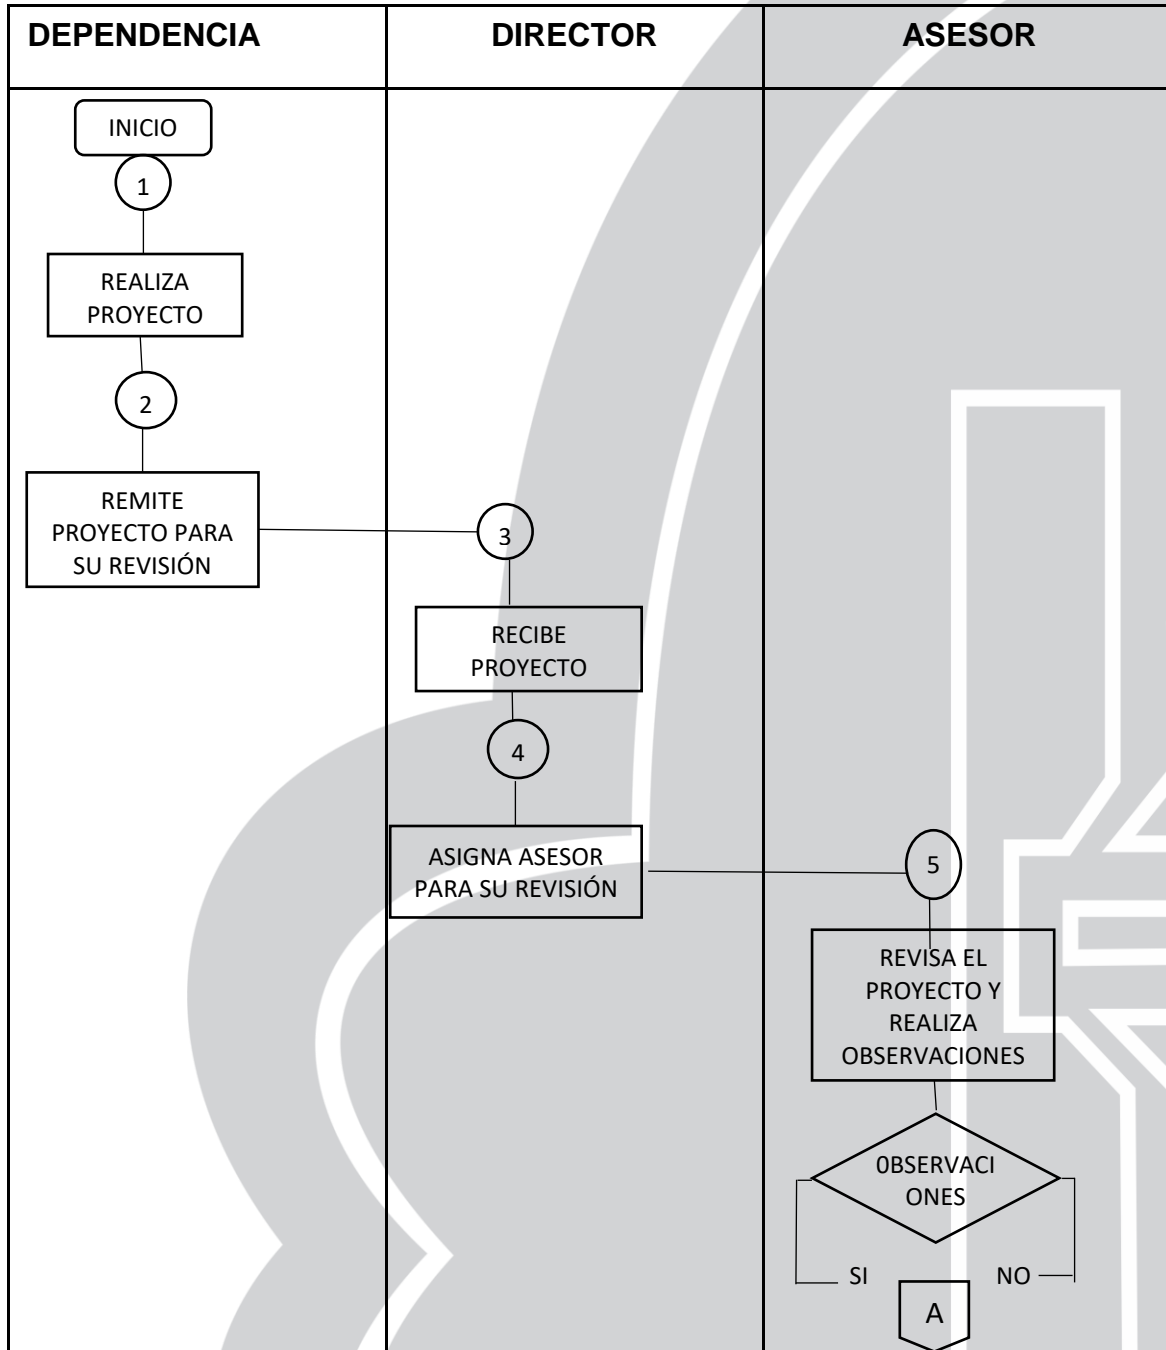 DEPENDENCIA
DIRECTOR
ASESOR
INICIO
1
REALIZA
PROYECTO
2
REMITE
PROYECTO PARA
SU REVISIÓN
3
RECIBE
PROYECTO
4
ASIGNA ASESOR
PARA SU REVISIÓN
5
REVISA EL
PROYECTO Y
REALIZA
OBSERVACIONES
0BSERVACI
ONES
SI
NO
A